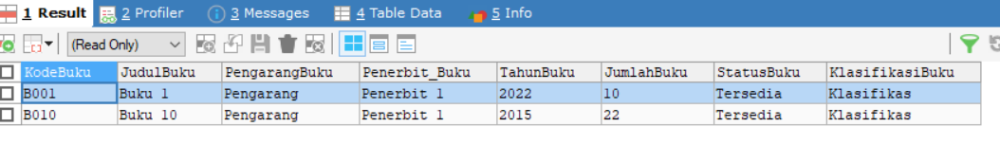 1 Result 2 Profiler 3 Messages 4 Table Data 5 Info
(Read Only)
KodeBuku JudulBuku PengarangBuku Penerbit_Buku TahunBuku JumlahBuku StatusBuku KlasifikasiBuku
B001 Buku 1 Pengarang Penerbit 1 2022 10 Tersedia Klasifikas
B010 Buku 10 Pengarang Penerbit 1 2015 22 Tersedia Klasifikas